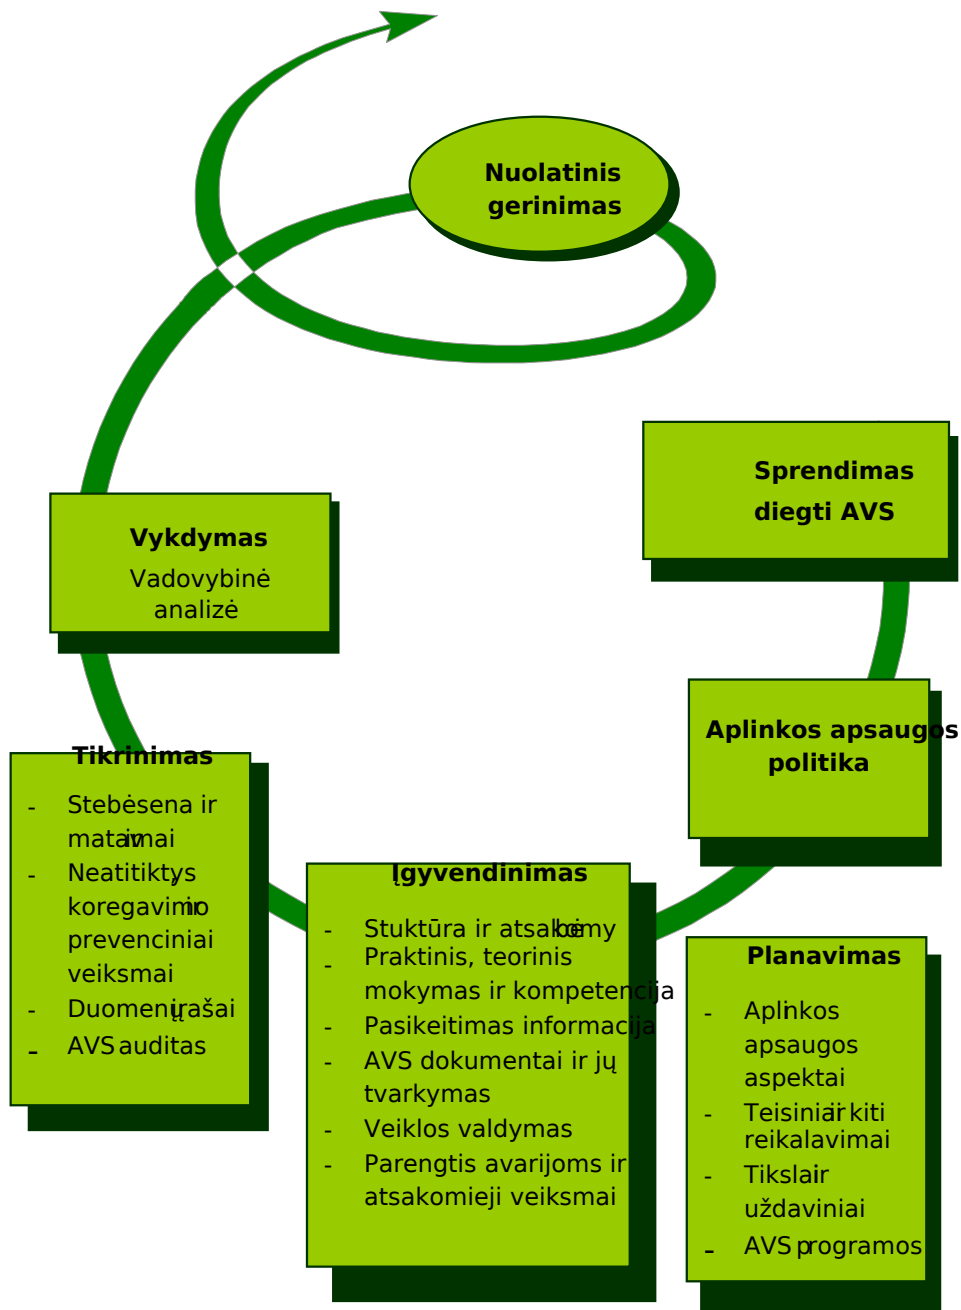 Nuolatinis
gerinimas
Sprendimas
diegti AVS
Vykdymas
Vadovybinė
analizė
Aplinkos apsaugos
politika
Tikrinimas
- Stebėsena ir
matavimai
- Neatitiktys
koregavimo ir
prevenciniai
veiksmai
- Duomenų įrašai
- AVS auditas
Įgyvendinimas
- Stuktūra ir atsakomybė
- Praktinis, teorinis
mokymas ir kompetencija
- Pasikeitimas informacija
- AVS dokumentai ir jų
tvarkymas
- Veiklos valdymas
- Parengtis avarijoms ir
atsakomieji veiksmai
Planavimas
- Aplinkos
apsaugos
aspektai
- Teisiniai ir kiti
reikalavimai
- Tikslai ir
uždaviniai
- AVS programos